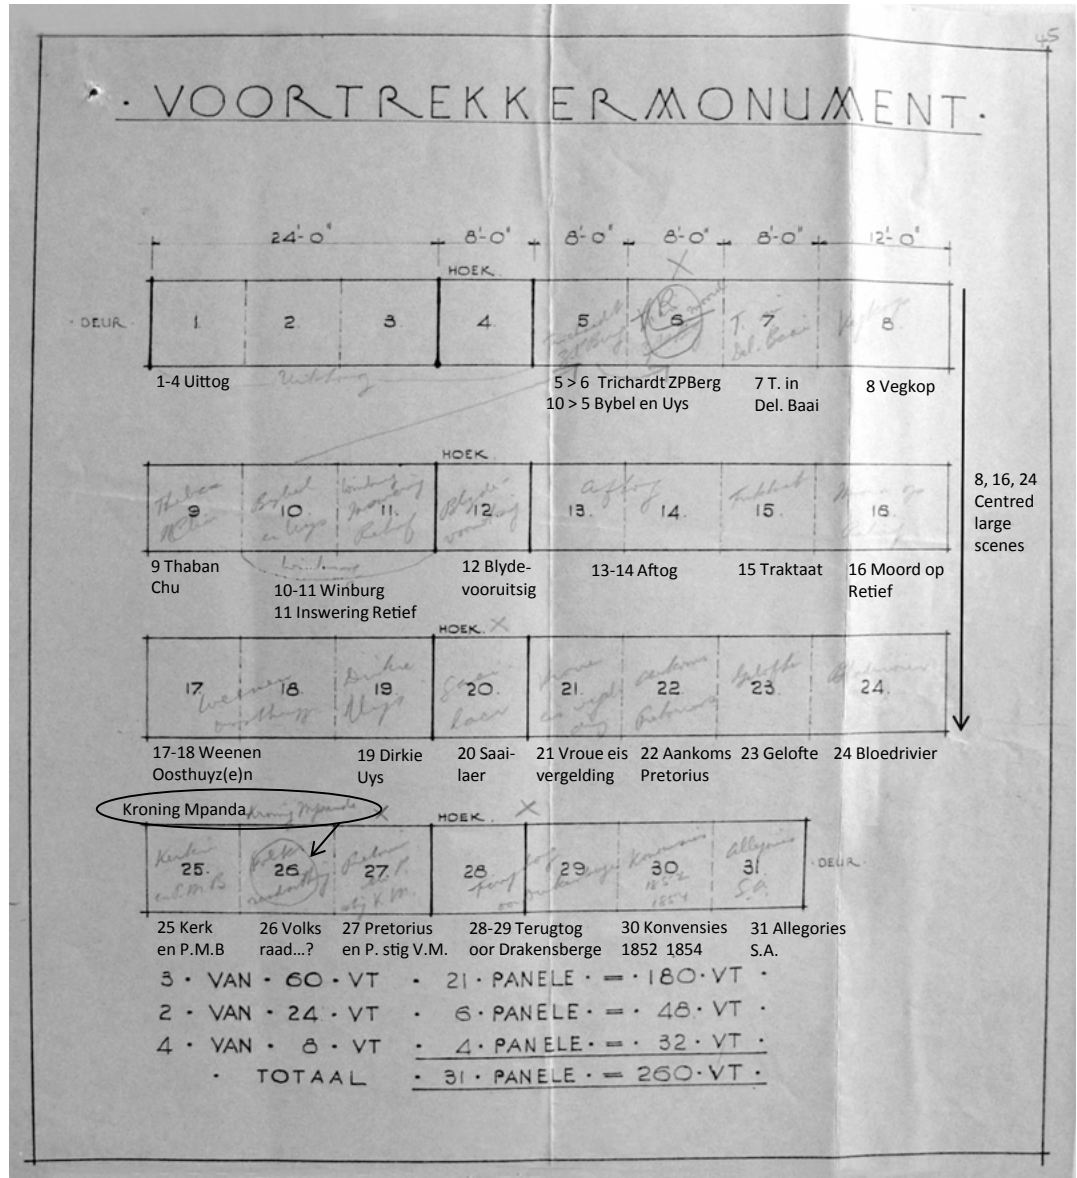 45
· VOORTREKKERMONUMENT ·
24'-0" 8'-0" 8'-0" 8'-0" 8'-0" 12'-0"
HOEK.
· DEUR · 1. 2. 3. 4. 5 6 7 8.
1-4 Uittog
5 > 6 Trichardt ZPBerg
10 > 5 Bybel en Uys
7 T. in
Del. Baai
8 Vegkop
HOEK.
9. 10. 11. 12. 13. 14. 15. 16.
8, 16, 24
Centred
large
scenes
9 Thaban
Chu
10-11 Winburg
11 Inswering Retief
12 Blyde-
vooruitsig
13-14 Aftog
15 Traktaat
16 Moord op
Retief
HOEK.
17. 18. 19. 20. 21. 22. 23. 24.
17-18 Weenen
Oosthuyz(e)n
19 Dirkie
Uys
20 Saai-
laer
21 Vroue eis
vergelding
22 Aankoms
Pretorius
23 Gelofte
24 Bloedrivier
Kroning Mpanda
Kroning Mpande
HOEK.
25. 26. 27. 28 29. 30. 31. · DEUR ·
25 Kerk
en P.M.B
26 Volks
raad...?
27 Pretorius
en P. stig V.M.
28-29 Terugtog
oor Drakensberge
30 Konvensies
1852 1854
31 Allegories
S.A.
3 · VAN · 60 · VT · 21 · PANELE · = · 180 · VT ·
2 · VAN · 24 · VT · 6 · PANELE · = · 48 · VT ·
4 · VAN · 8 · VT · 4 · PANELE · = · 32 · VT ·
· TOTAAL · 31 · PANELE · = 260 · VT ·